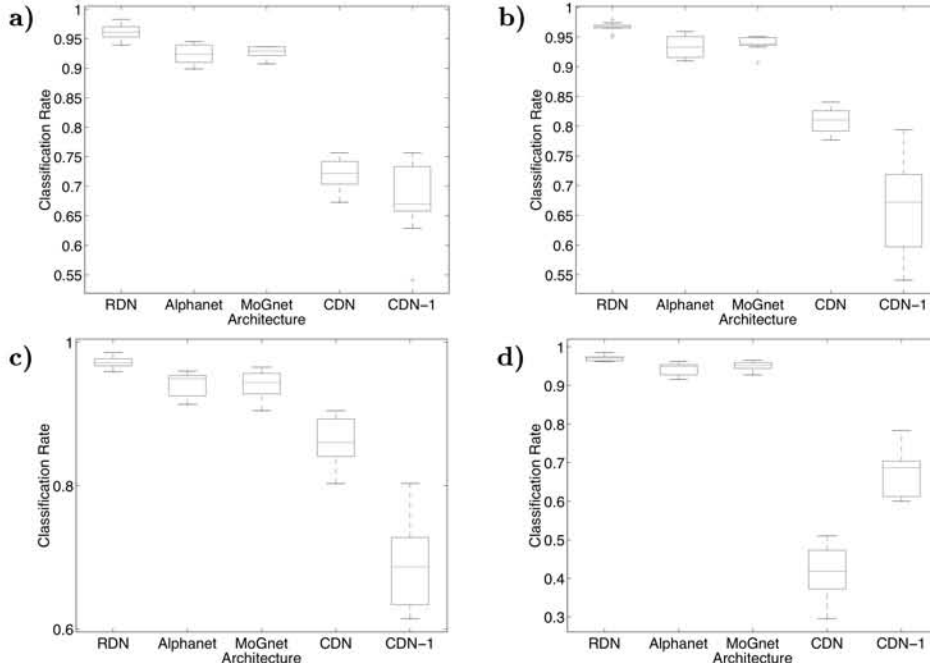 a)
1
0.95
0.9
0.85
0.8
0.75
0.7
0.65
0.6
0.55
Classification Rate
RDN Alphanet MoGnet CDN CDN-1
Architecture
b)
1
0.95
0.9
0.85
0.8
0.75
0.7
0.65
0.6
0.55
Classification Rate
RDN Alphanet MoGnet CDN CDN-1
Architecture
c)
1
0.8
0.6
Classification Rate
RDN Alphanet MoGnet CDN CDN-1
Architecture
d)
1
0.9
0.8
0.7
0.6
0.5
0.4
0.3
Classification Rate
RDN Alphanet MoGnet CDN CDN-1
Architecture